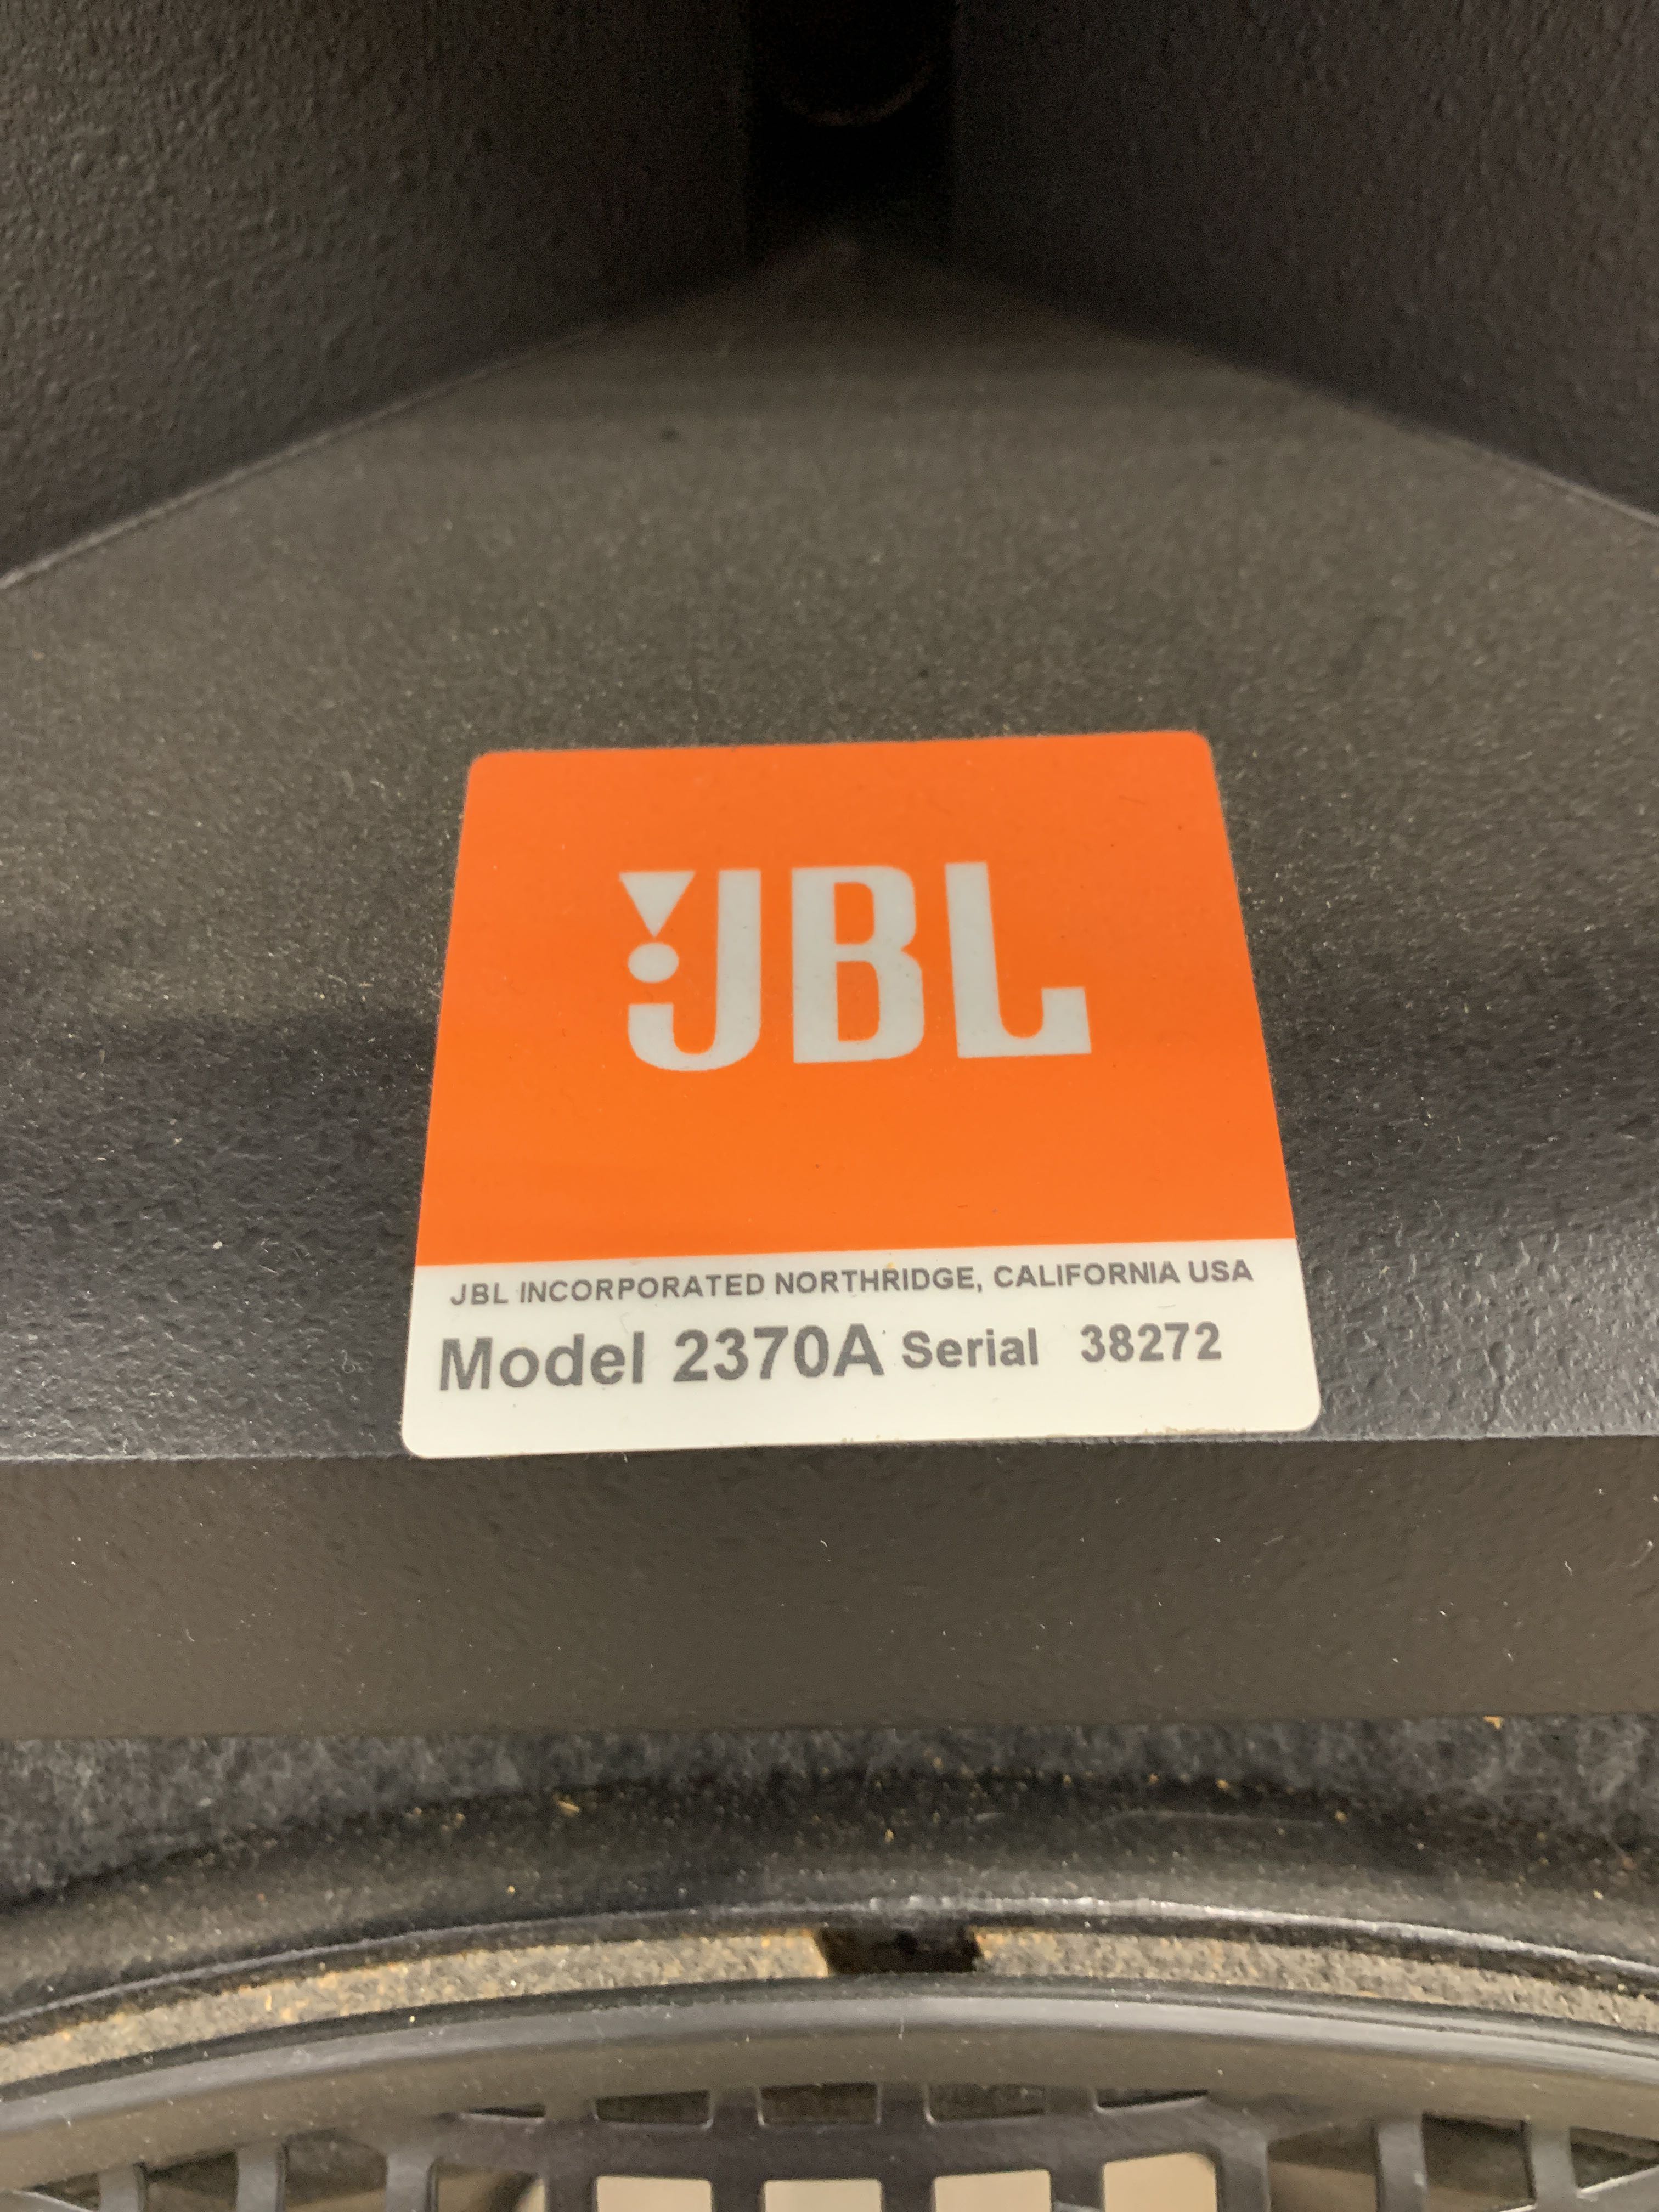 JBL
JBL INCORPORATED NORTHRIDGE, CALIFORNIA USA
Model 2370A Serial 38272